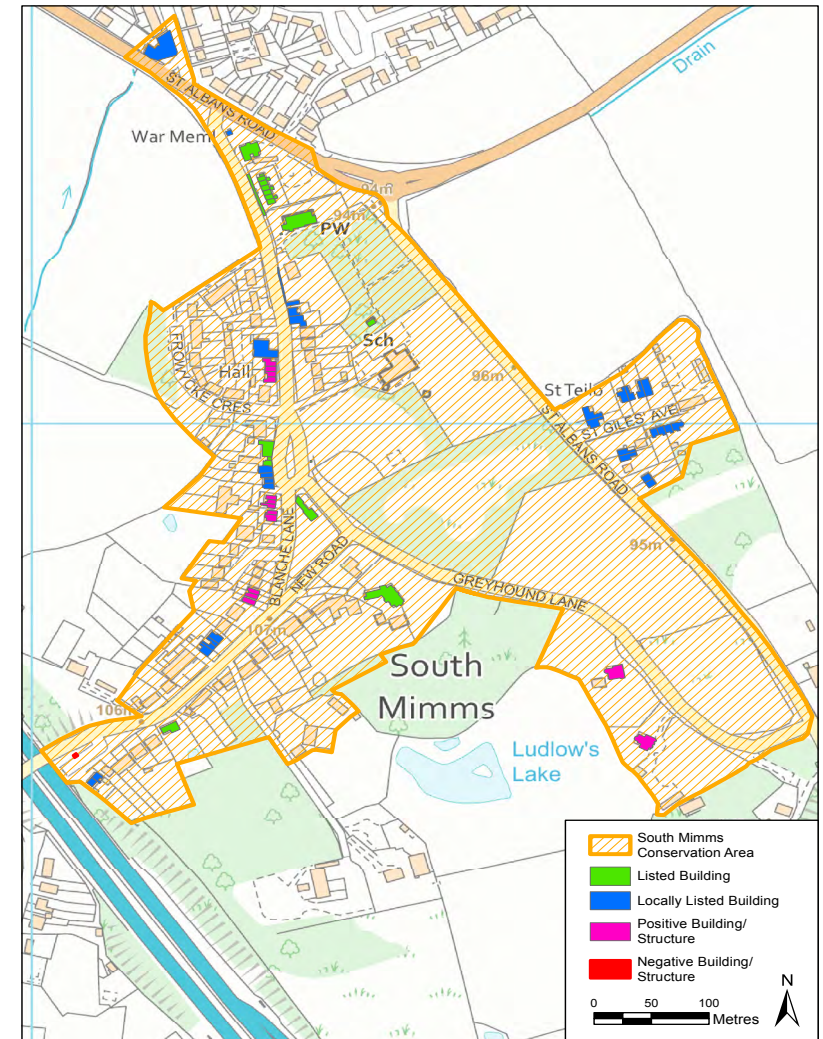 Drain
ST ALBANS ROAD
War Meml
94m
94m
PW
FROWYCKE CRES
Hall
Sch
96m
St Teilo
ST GILES' AVE
ST ALBANS ROAD
95m
BLANCHE LANE
NEW ROAD
GREYHOUND LANE
107m
106m
South
Mimms
Ludlow's
Lake
South Mimms
Conservation Area
Listed Building
Locally Listed Building
Positive Building/
Structure
Negative Building/
Structure
N
0 50 100
Metres